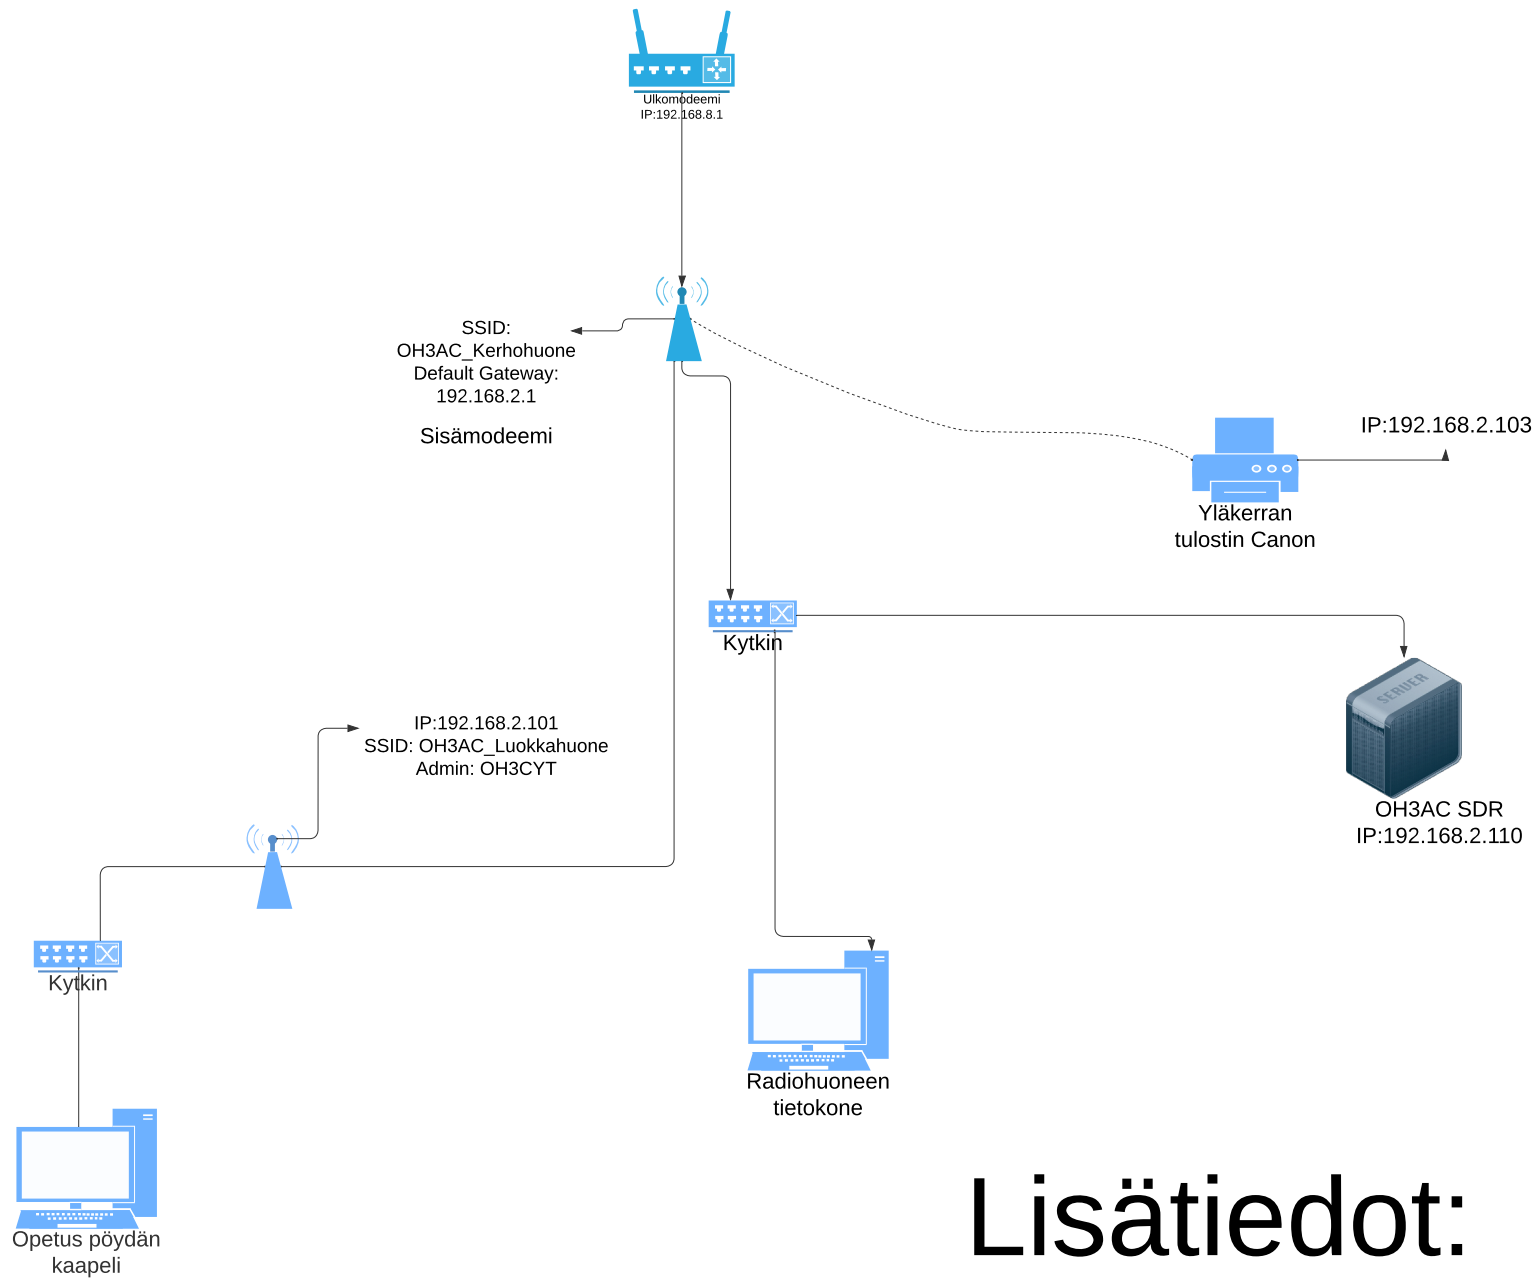 Ulkomodeemi
IP:192.168.8.1
SSID:
OH3AC_Kerhohuone
Default Gateway:
192.168.2.1
Sisämodeemi
IP:192.168.2.103
Yläkerran
tulostin Canon
Kytkin
SERVER
OH3AC SDR
IP:192.168.2.110
IP:192.168.2.101
SSID: OH3AC_Luokkahuone
Admin: OH3CYT
Kytkin
Radiohuoneen
tietokone
Opetus pöydän
kaapeli
Lisätiedot: